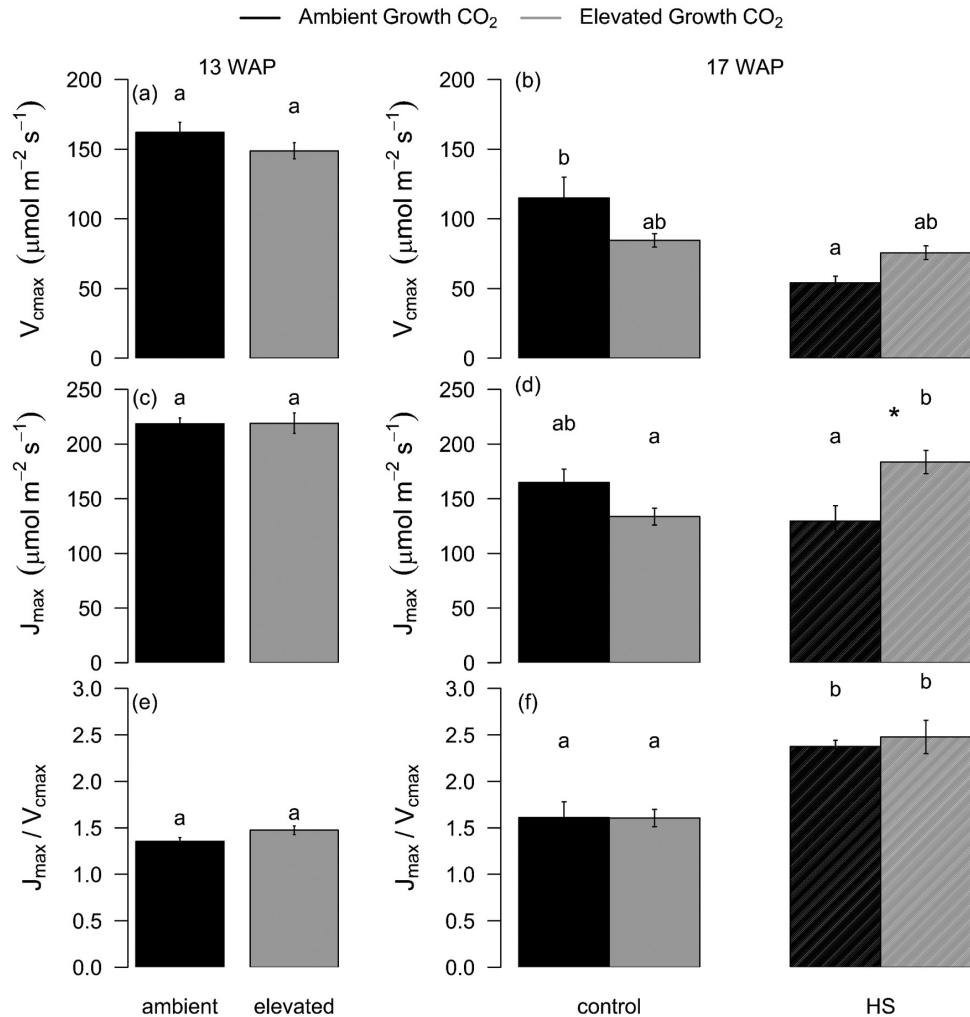 Ambient Growth CO₂ Elevated Growth CO₂
13 WAP 17 WAP
(a) a a
200
150
100
50
0
Vcmax (μmol m⁻² s⁻¹)
(b) b ab a ab
200
150
100
50
0
Vcmax (μmol m⁻² s⁻¹)
(c) a a
250
200
150
100
50
0
Jmax (μmol m⁻² s⁻¹)
(d) ab a a * b
250
200
150
100
50
0
Jmax (μmol m⁻² s⁻¹)
(e) a a
3.0
2.5
2.0
1.5
1.0
0.5
0.0
Jmax / Vcmax
(f) a a b b
3.0
2.5
2.0
1.5
1.0
0.5
0.0
Jmax / Vcmax
ambient elevated control HS